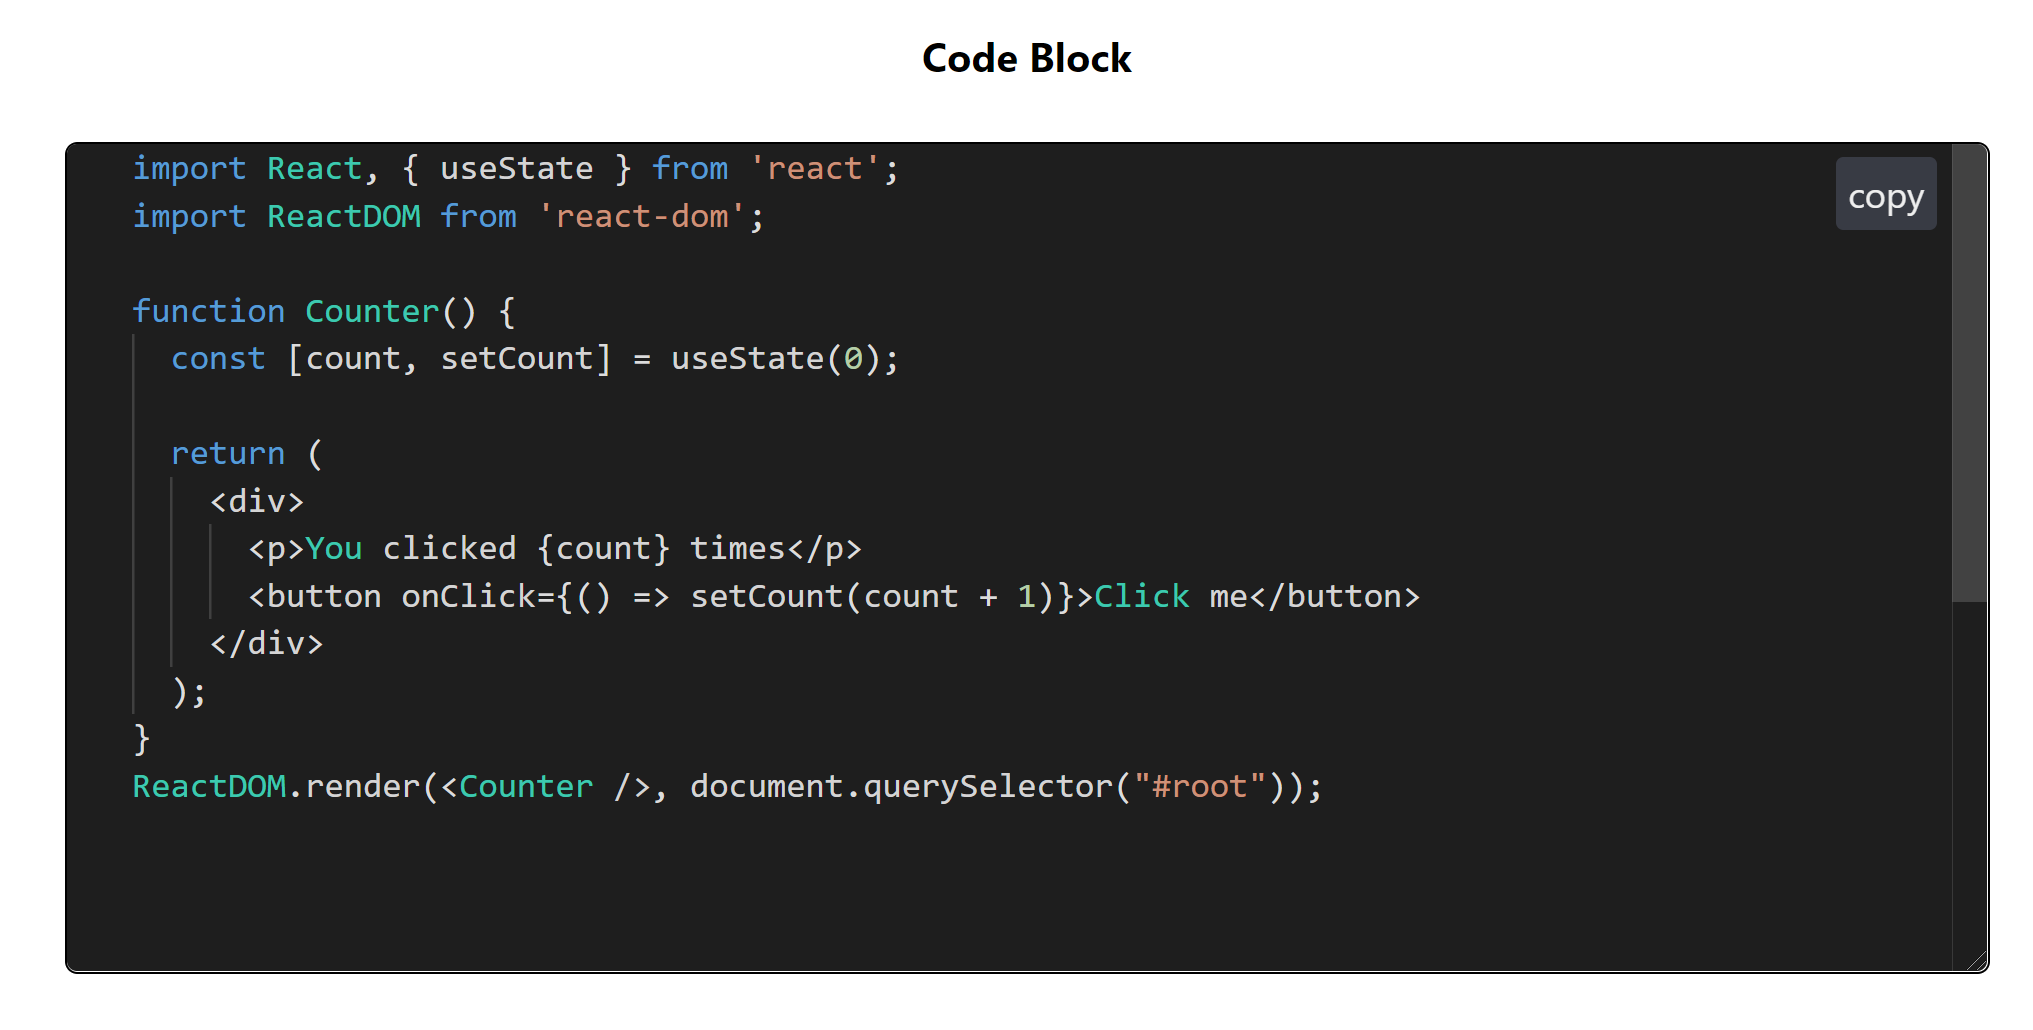 Code Block
import React, { useState } from 'react';
copy
import ReactDOM from 'react-dom';
function Counter() {
  const [count, setCount] = useState(0);
  return (
    <div>
      <p>You clicked {count} times</p>
      <button onClick={() => setCount(count + 1)}>Click me</button>
    </div>
  );
}
ReactDOM.render(<Counter />, document.querySelector("#root"));